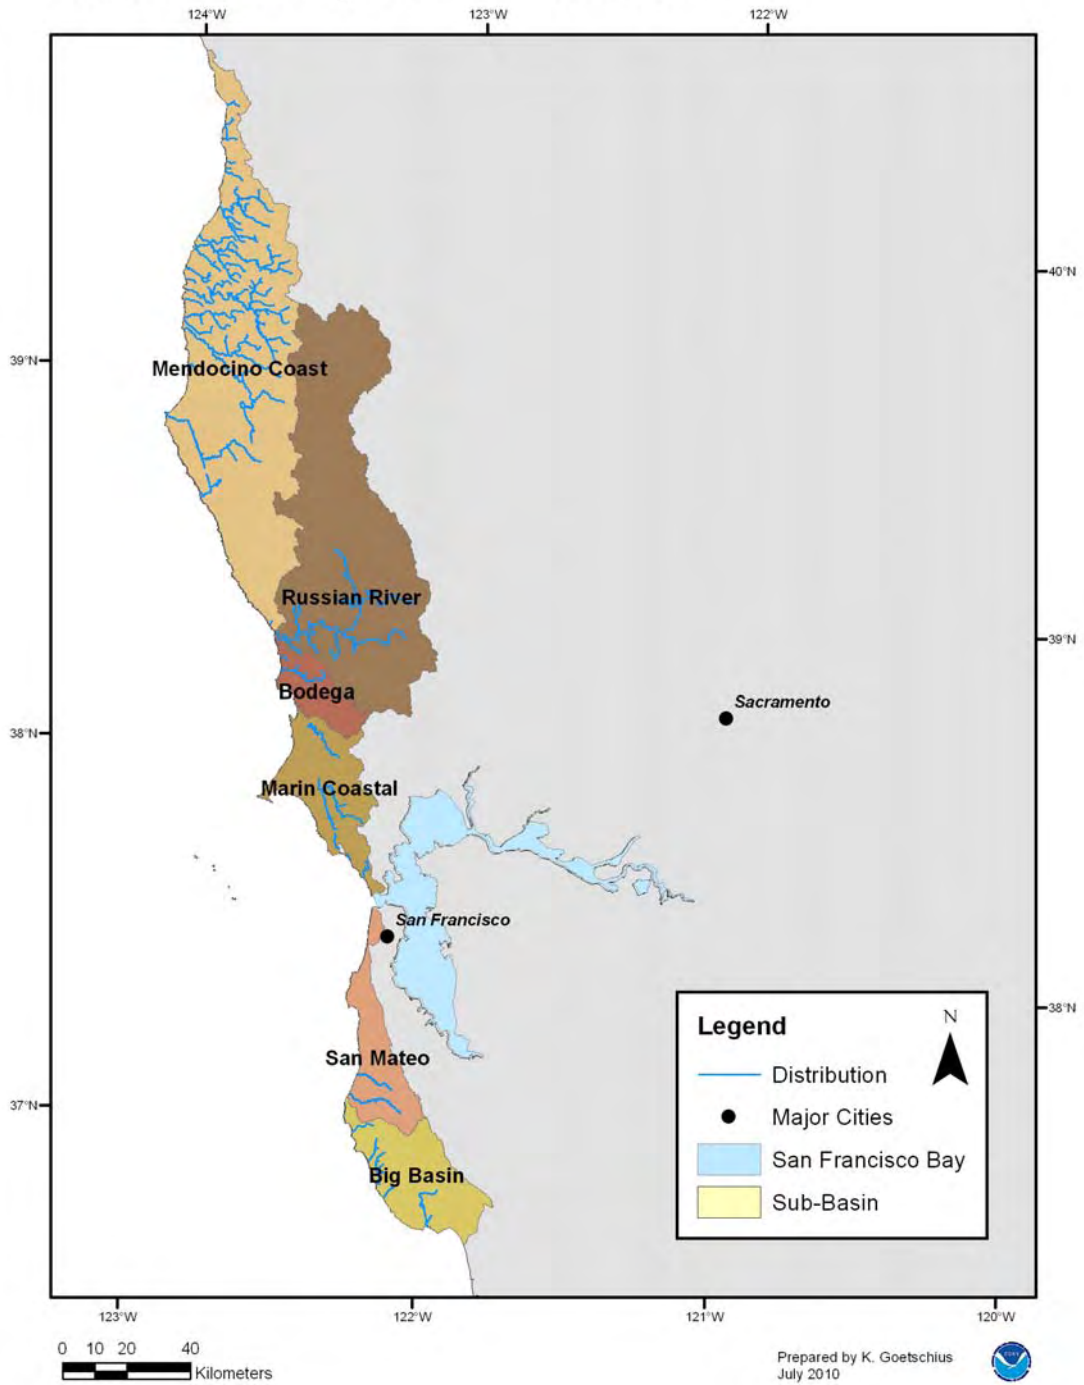 124°W 123°W 122°W
40°N
39°N
Mendocino Coast
Russian River
39°N
Bodega
Sacramento
38°N
Marin Coastal
San Francisco
38°N
San Mateo
37°N
Big Basin
Legend
N
Distribution
Major Cities
San Francisco Bay
Sub-Basin
123°W 122°W 121°W 120°W
0 10 20 40
Kilometers
Prepared by K. Goetschius
July 2010